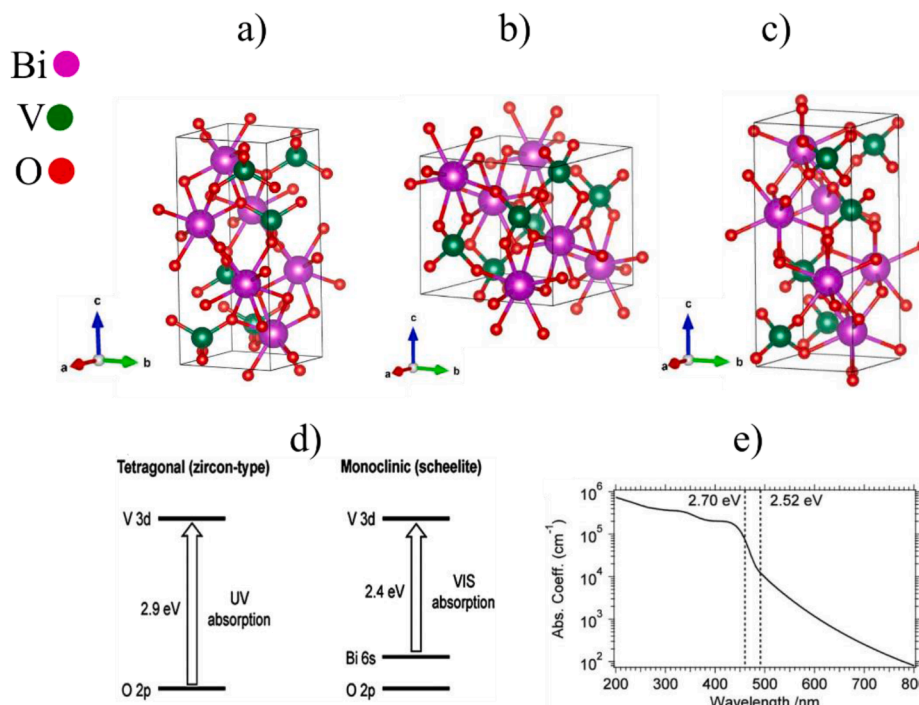 a)
b)
c)
Bi
V
O
c
a
b
c
a
b
c
a
b
d)
e)
Tetragonal (zircon-type)
Monoclinic (scheelite)
V 3d
V 3d
2.9 eV
UV
absorption
2.4 eV
VIS
absorption
Bi 6s
O 2p
O 2p
Abs. Coeff. (cm⁻¹)
10⁶
10⁵
10⁴
10³
10²
2.70 eV
2.52 eV
200 300 400 500 600 700 800
Wavelength /nm